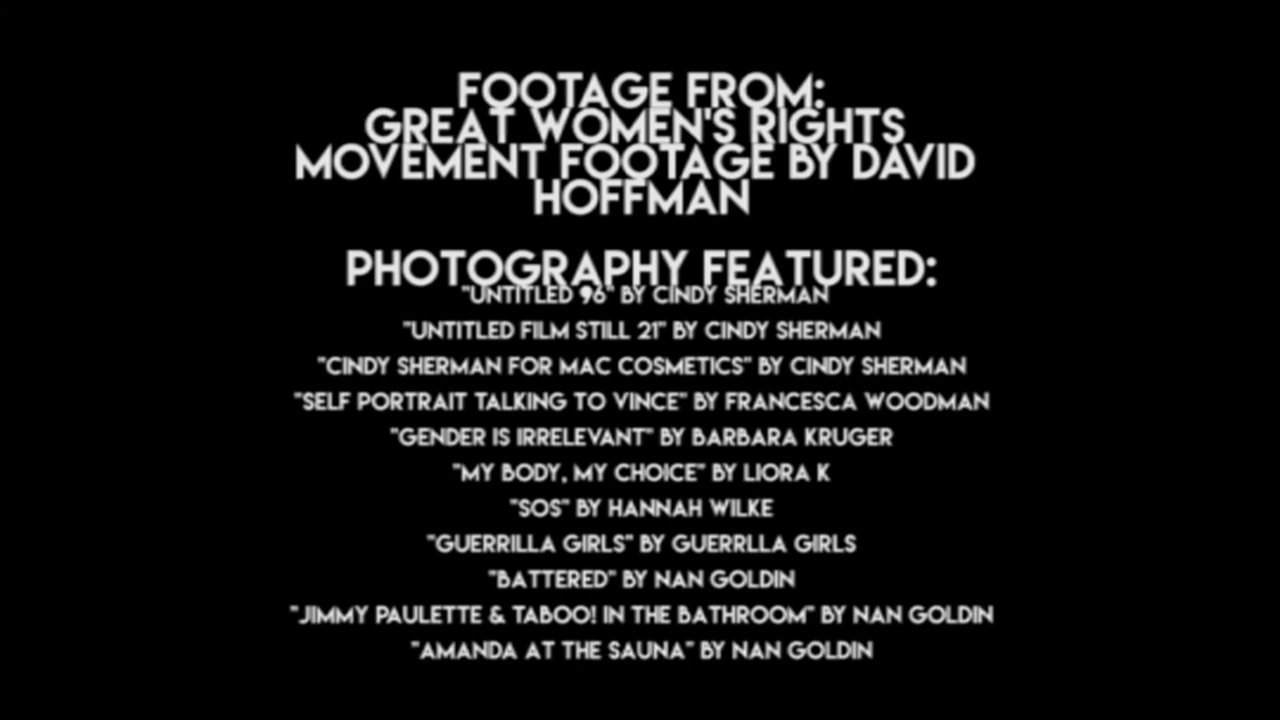 FOOTAGE FROM:
GREAT WOMEN'S RIGHTS
MOVEMENT FOOTAGE BY DAVID
HOFFMAN
PHOTOGRAPHY FEATURED:
"UNTITLED 96" BY CINDY SHERMAN
"UNTITLED FILM STILL 21" BY CINDY SHERMAN
"CINDY SHERMAN FOR MAC COSMETICS" BY CINDY SHERMAN
"SELF PORTRAIT TALKING TO VINCE" BY FRANCESCA WOODMAN
"GENDER IS IRRELEVANT" BY BARBARA KRUGER
"MY BODY, MY CHOICE" BY LIORA K
"SOS" BY HANNAH WILKE
"GUERRILLA GIRLS" BY GUERRLLA GIRLS
"BATTERED" BY NAN GOLDIN
"JIMMY PAULETTE & TABOO! IN THE BATHROOM" BY NAN GOLDIN
"AMANDA AT THE SAUNA" BY NAN GOLDIN